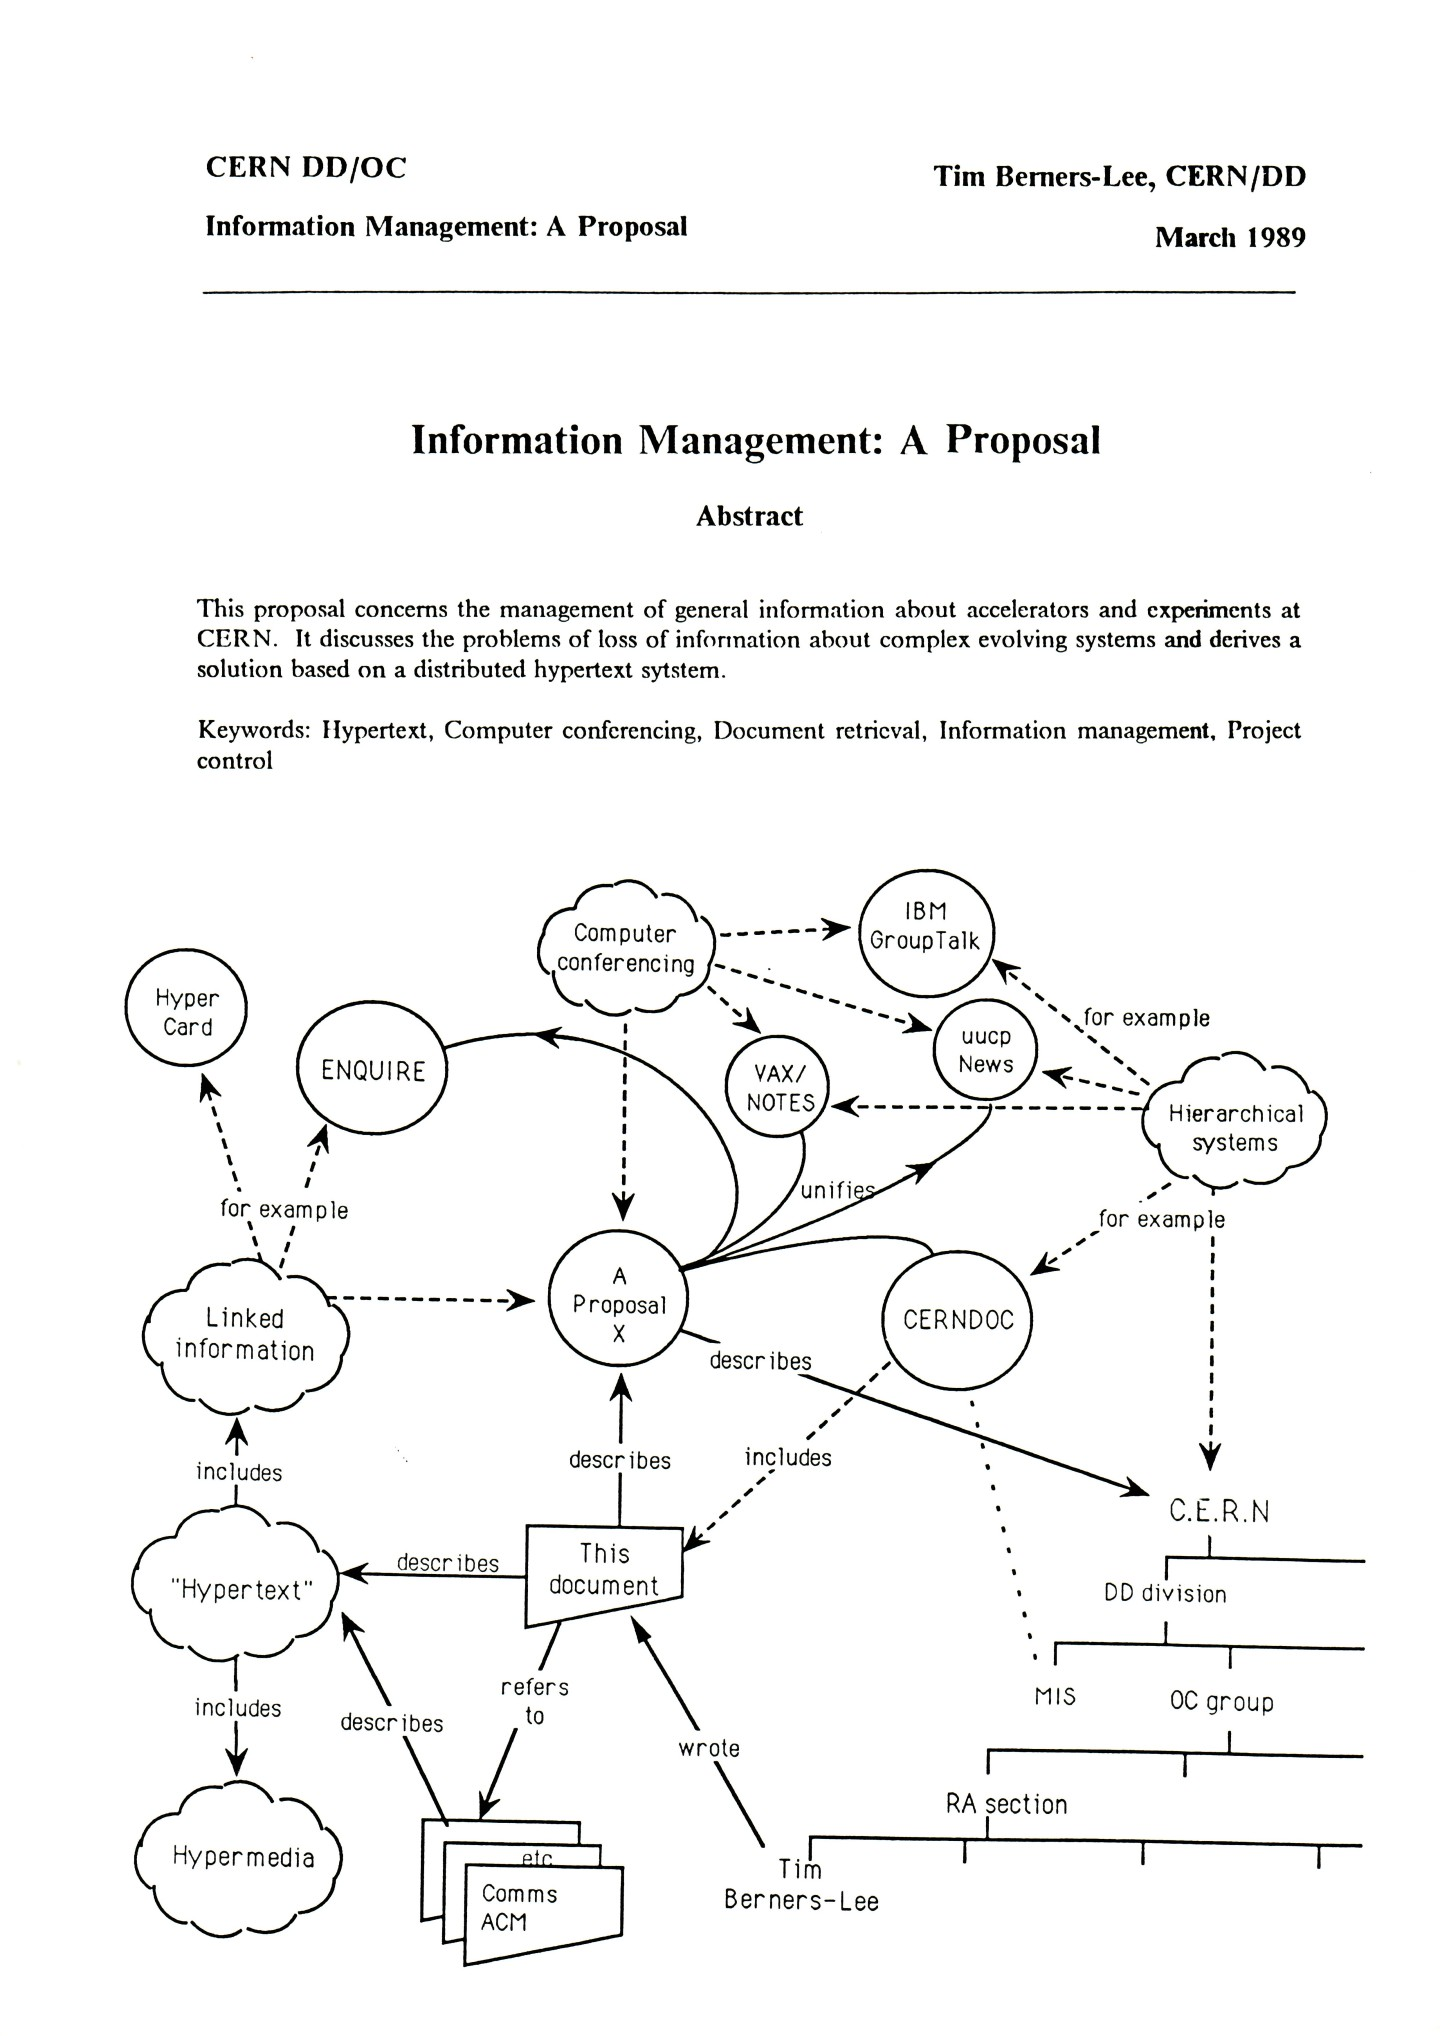 CERN DD/OC
Tim Berners-Lee, CERN/DD
Information Management: A Proposal
March 1989
Information Management: A Proposal
Abstract
This proposal concerns the management of general information about accelerators and experiments at
CERN. It discusses the problems of loss of information about complex evolving systems and derives a
solution based on a distributed hypertext sytstem.
Keywords: Hypertext, Computer conferencing, Document retrieval, Information management, Project
control
IBM
GroupTalk
Computer
conferencing
Hyper
Card
for example
uucp
News
ENQUIRE
VAX/
NOTES
Hierarchical
systems
unifies
for example
for example
A
Proposal
X
Linked
information
CERNDOC
describes
describes
includes
includes
C.E.R.N
This
document
describes
"Hypertext"
DD division
refers
to
MIS
OC group
includes
describes
wrote
RA section
Hypermedia
etc
Tim
Berners-Lee
Comms
ACM